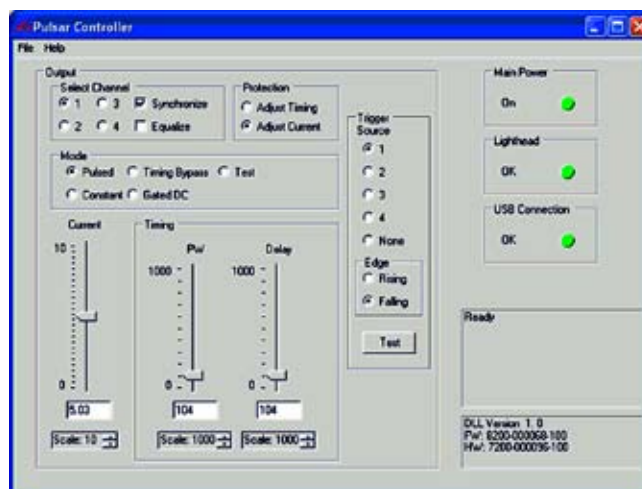 Pulsar Controller
File Help
Output
Select Channel
1 3 Synchronize
2 4 Equalize
Protection
Adjust Timing
Adjust Current
Mode
Pulsed Timing Bypass Test
Constant Gated DC
Current
10
0
5.03
Scale: 10
Timing
PW Delay
1000 1000
0 0
104 104
Scale: 1000 Scale: 1000
Trigger
Source
1
2
3
4
None
Edge
Rising
Falling
Test
Main Power
On
Lighthead
OK
USB Connection
OK
Ready
DLL Version 1. 0
FW: 8200-000068-100
HW: 7200-000096-100